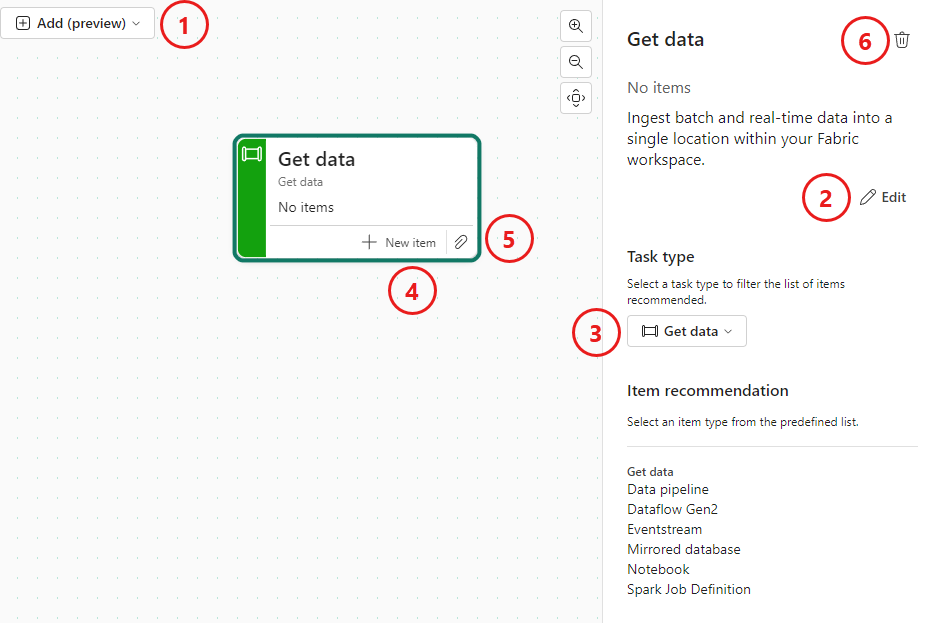 Add (preview)
1
Get data
Get data
No items
New item
5
4
Get data
6
No items
Ingest batch and real-time data into a
single location within your Fabric
workspace.
2
Edit
Task type
Select a task type to filter the list of items
recommended.
3
Get data
Item recommendation
Select an item type from the predefined list.
Get data
Data pipeline
Dataflow Gen2
Eventstream
Mirrored database
Notebook
Spark Job Definition